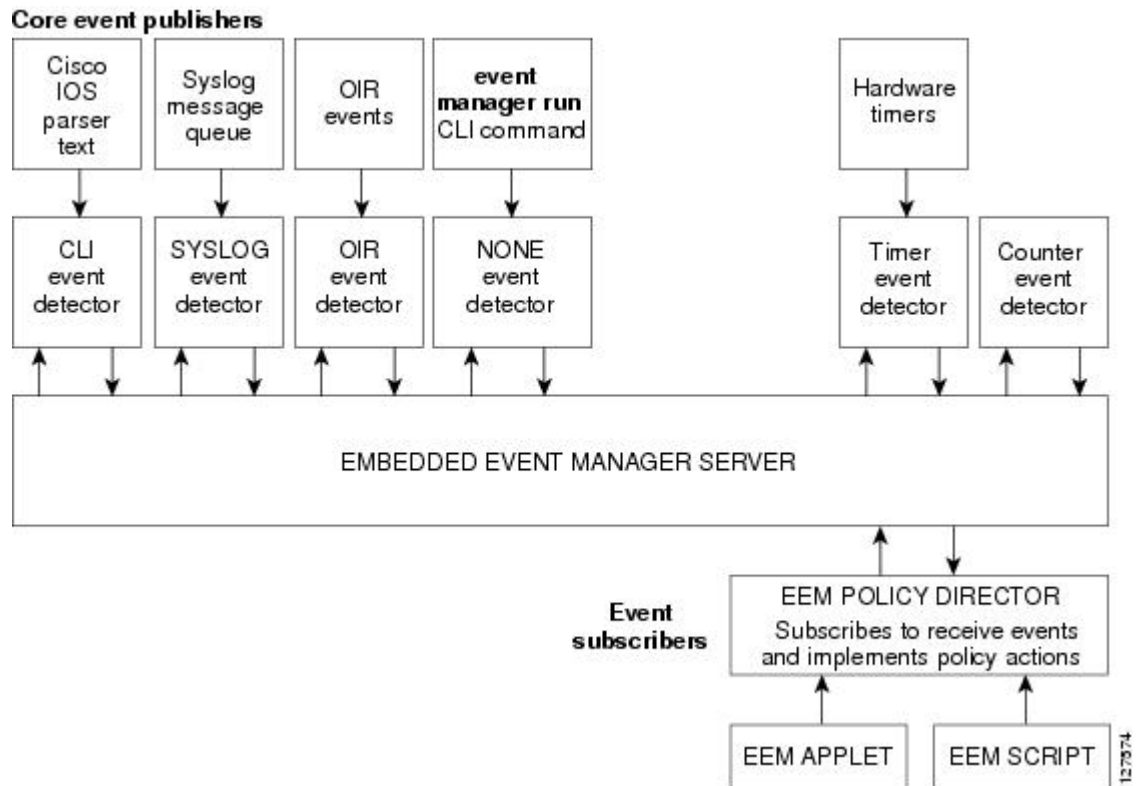 Core event publishers
Cisco
IOS
parser
text
Syslog
message
queue
OIR
events
event
manager run
CLI command
Hardware
timers
CLI
event
detector
SYSLOG
event
detector
OIR
event
detector
NONE
event
detector
Timer
event
detector
Counter
event
detector
EMBEDDED EVENT MANAGER SERVER
Event
subscribers
EEM POLICY DIRECTOR
Subscribes to receive events
and implements policy actions
EEM APPLET
EEM SCRIPT
127574